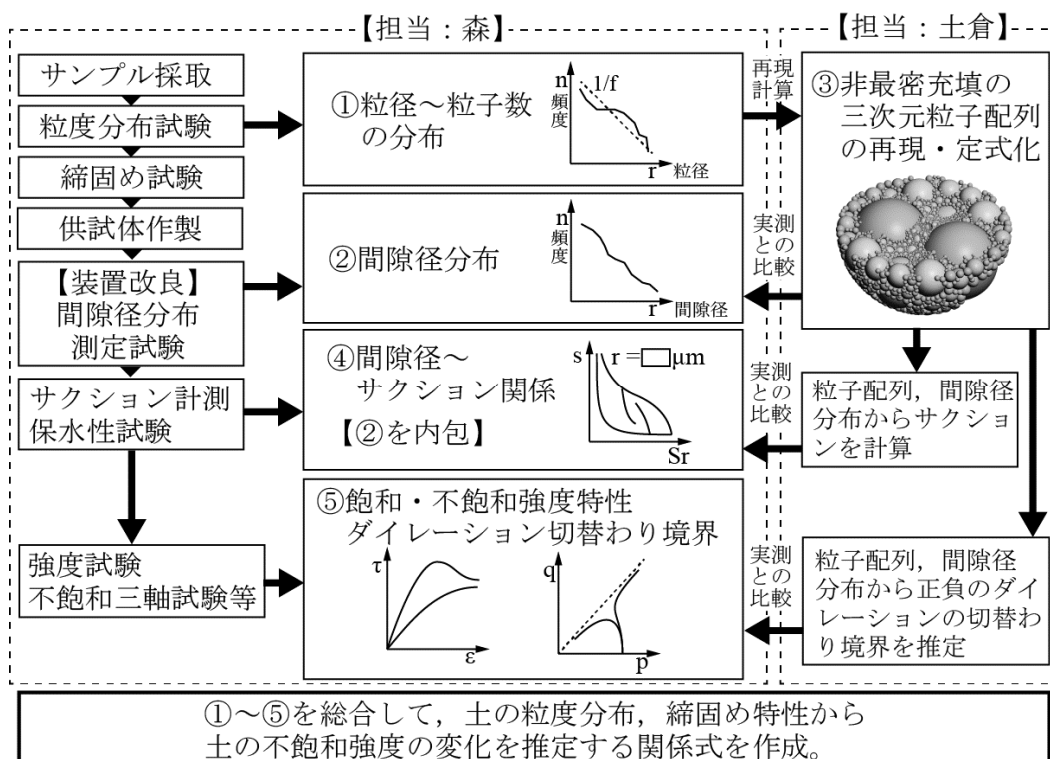 【担当：森】
サンプル採取
粒度分布試験
締固め試験
供試体作製
【装置改良】
間隙径分布
測定試験
サクション計測
保水性試験
強度試験
不飽和三軸試験等
①粒径～粒子数
の分布
n
頻度
1/f
r 粒径
②間隙径分布
n
頻度
r 間隙径
④間隙径～
サクション関係
【②を内包】
s
r = μm
Sr
⑤飽和・不飽和強度特性
ダイレーション切替わり境界
τ
ε
q
p
再現
計算
実測
と の
比較
実測
と の
比較
実測
と の
比較
【担当：土倉】
③非最密充填の
三次元粒子配列
の再現・定式化
粒子配列，間隙径
分布からサクショ
ンを計算
粒子配列，間隙径
分布から正負のダイ
レーションの切替わ
り境界を推定
①～⑤を総合して，土の粒度分布，締固め特性から
土の不飽和強度の変化を推定する関係式を作成。